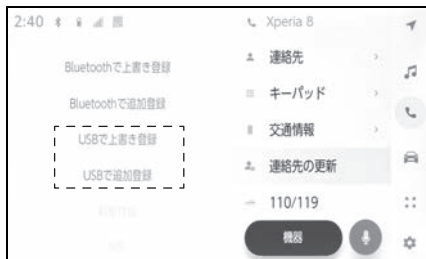 2:40
Bluetoothで上書き登録
Bluetoothで追加登録
USBで上書き登録
USBで追加登録
Xperia 8
連絡先
キーパッド
交通情報
連絡先の更新
110/119
機器